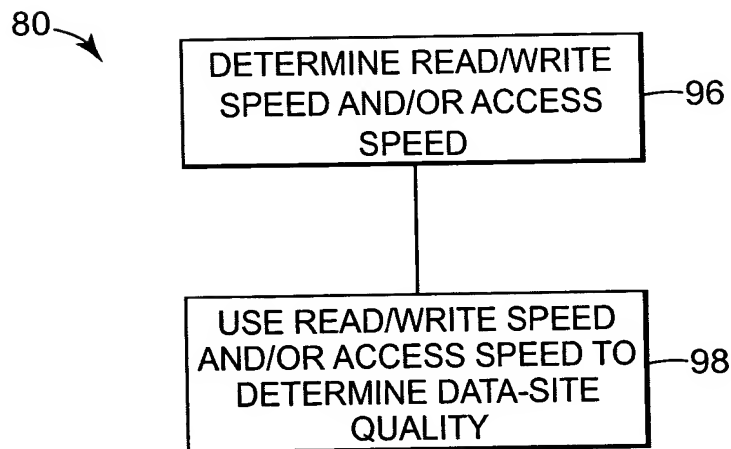 80
DETERMINE READ/WRITE
SPEED AND/OR ACCESS
SPEED
96
USE READ/WRITE SPEED
AND/OR ACCESS SPEED TO
DETERMINE DATA-SITE
QUALITY
98